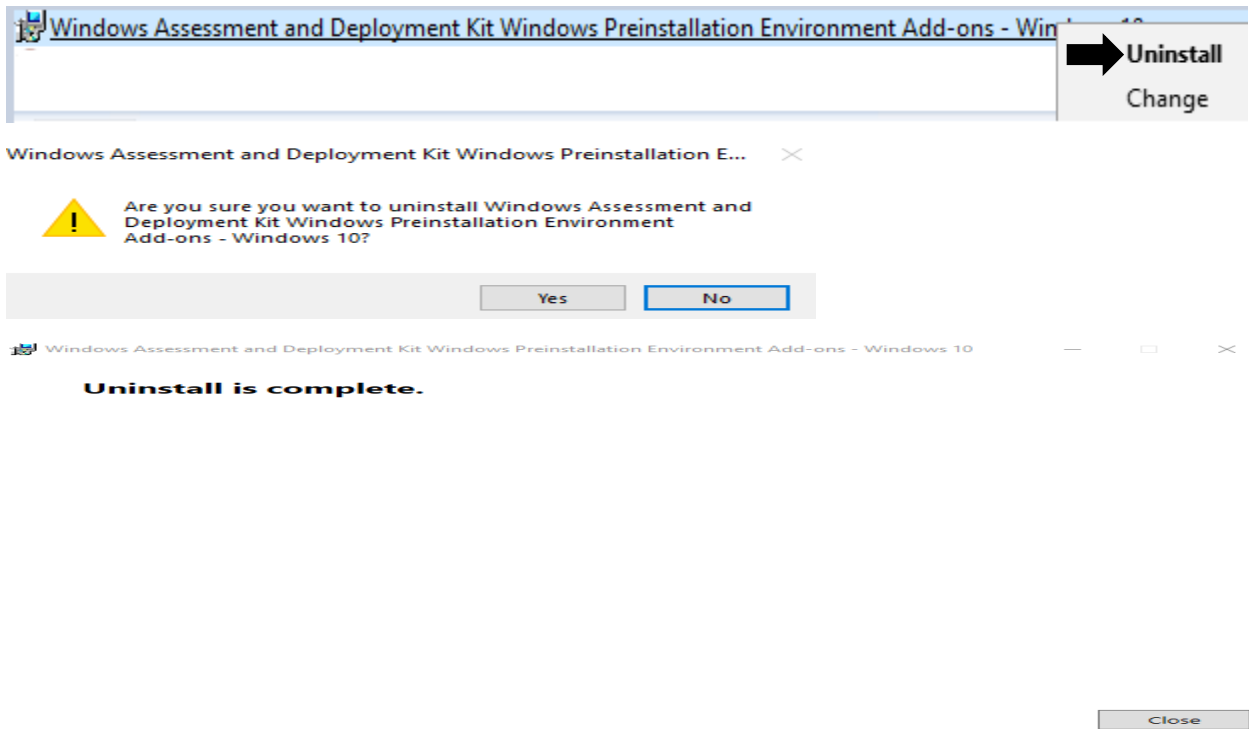 Windows Assessment and Deployment Kit Windows Preinstallation Environment Add-ons - Windows 10
Uninstall
Change
Windows Assessment and Deployment Kit Windows Preinstallation E...
Are you sure you want to uninstall Windows Assessment and
Deployment Kit Windows Preinstallation Environment
Add-ons - Windows 10?
Yes No
Windows Assessment and Deployment Kit Windows Preinstallation Environment Add-ons - Windows 10
Uninstall is complete.
Close